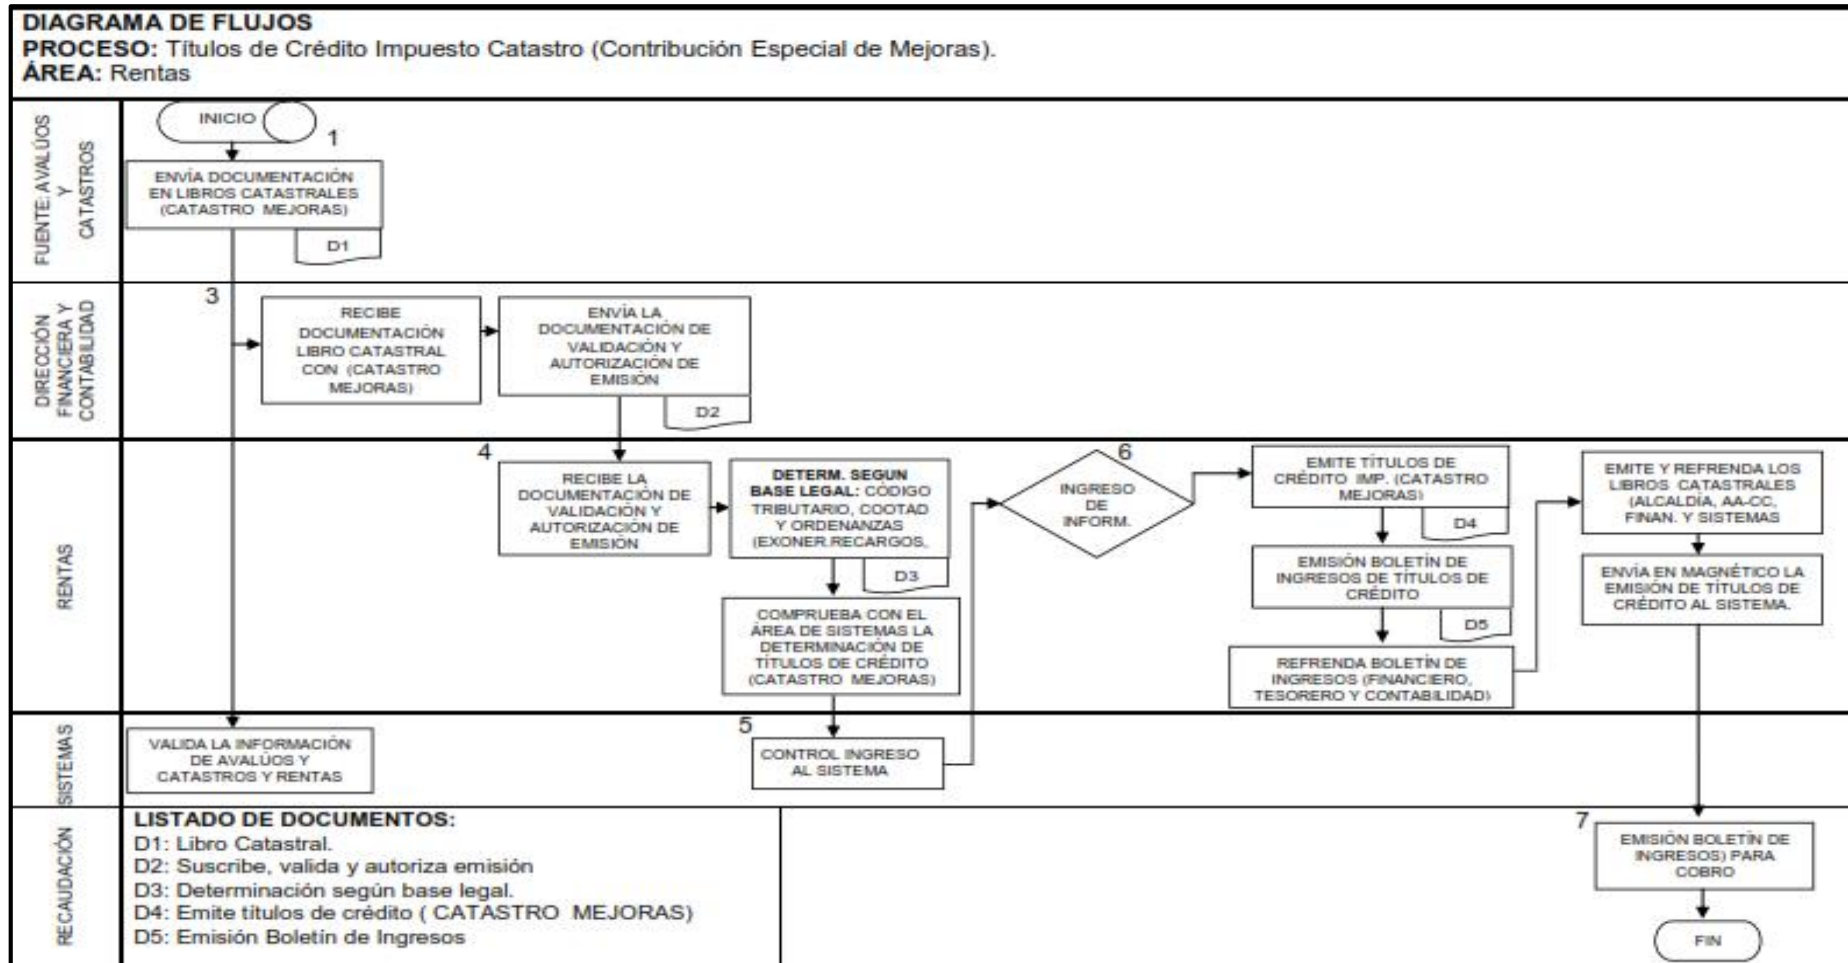 DIAGRAMA DE FLUJOS
PROCESO: Títulos de Crédito Impuesto Catastro (Contribución Especial de Mejoras).
ÁREA: Rentas
FUENTE: AVALÚOS
Y
CATASTROS
INICIO
1
ENVÍA DOCUMENTACIÓN
EN LIBROS CATASTRALES
(CATASTRO MEJORAS)
D1
DIRECCIÓN
FINANCIERA Y
CONTABILIDAD
3
RECIBE
DOCUMENTACIÓN
LIBRO CATASTRAL
CON (CATASTRO
MEJORAS)
ENVÍA LA
DOCUMENTACIÓN DE
VALIDACIÓN Y
AUTORIZACIÓN DE
EMISIÓN
D2
RENTAS
4
RECIBE LA
DOCUMENTACIÓN DE
VALIDACIÓN Y
AUTORIZACIÓN DE
EMISIÓN
DETERM. SEGUN
BASE LEGAL: CÓDIGO
TRIBUTARIO, COOTAD
Y ORDENANZAS
(EXONER.RECARGOS,
D3
COMPRUEBA CON EL
ÁREA DE SISTEMAS LA
DETERMINACIÓN DE
TÍTULOS DE CRÉDITO
(CATASTRO MEJORAS)
6
INGRESO
DE
INFORM.
EMITE TÍTULOS DE
CRÉDITO IMP. (CATASTRO
MEJORAS)
D4
EMISIÓN BOLETÍN DE
INGRESOS DE TÍTULOS DE
CRÉDITO
D5
REFRENDA BOLETÍN DE
INGRESOS (FINANCIERO,
TESORERO Y CONTABILIDAD)
EMITE Y REFRENDA LOS
LIBROS CATASTRALES
(ALCALDÍA, AA-CC,
FINAN. Y SISTEMAS
ENVÍA EN MAGNÉTICO LA
EMISIÓN DE TÍTULOS DE
CRÉDITO AL SISTEMA.
SISTEMAS
VALIDA LA INFORMACIÓN
DE AVALÚOS Y
CATASTROS Y RENTAS
5
CONTROL INGRESO
AL SISTEMA
RECAUDACIÓN
LISTADO DE DOCUMENTOS:
D1: Libro Catastral.
D2: Suscribe, valida y autoriza emisión
D3: Determinación según base legal.
D4: Emite títulos de crédito ( CATASTRO MEJORAS)
D5: Emisión Boletín de Ingresos
7
EMISIÓN BOLETÍN DE
INGRESOS) PARA
COBRO
FIN